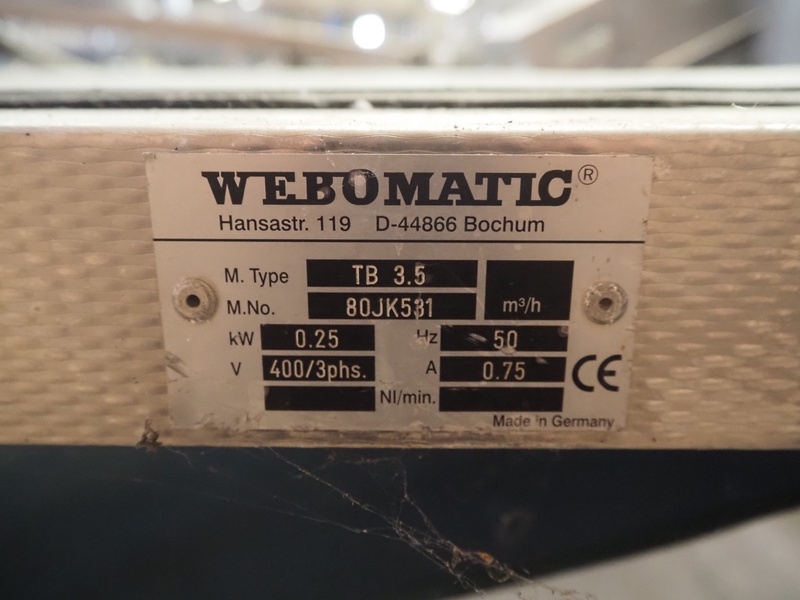 WEBOMATIC®
Hansastr. 119 D-44866 Bochum
M. Type TB 3.5
M.No. 80JK531 m³/h
kW 0.25 Hz 50
V 400/3phs. A 0.75
Nl/min.
CE
Made in Germany